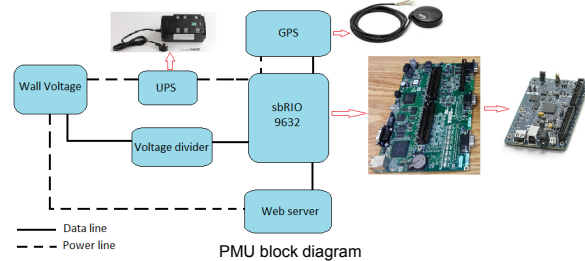 GPS
Wall Voltage
UPS
sbRIO
9632
Voltage divider
Web server
Data line
Power line
PMU block diagram